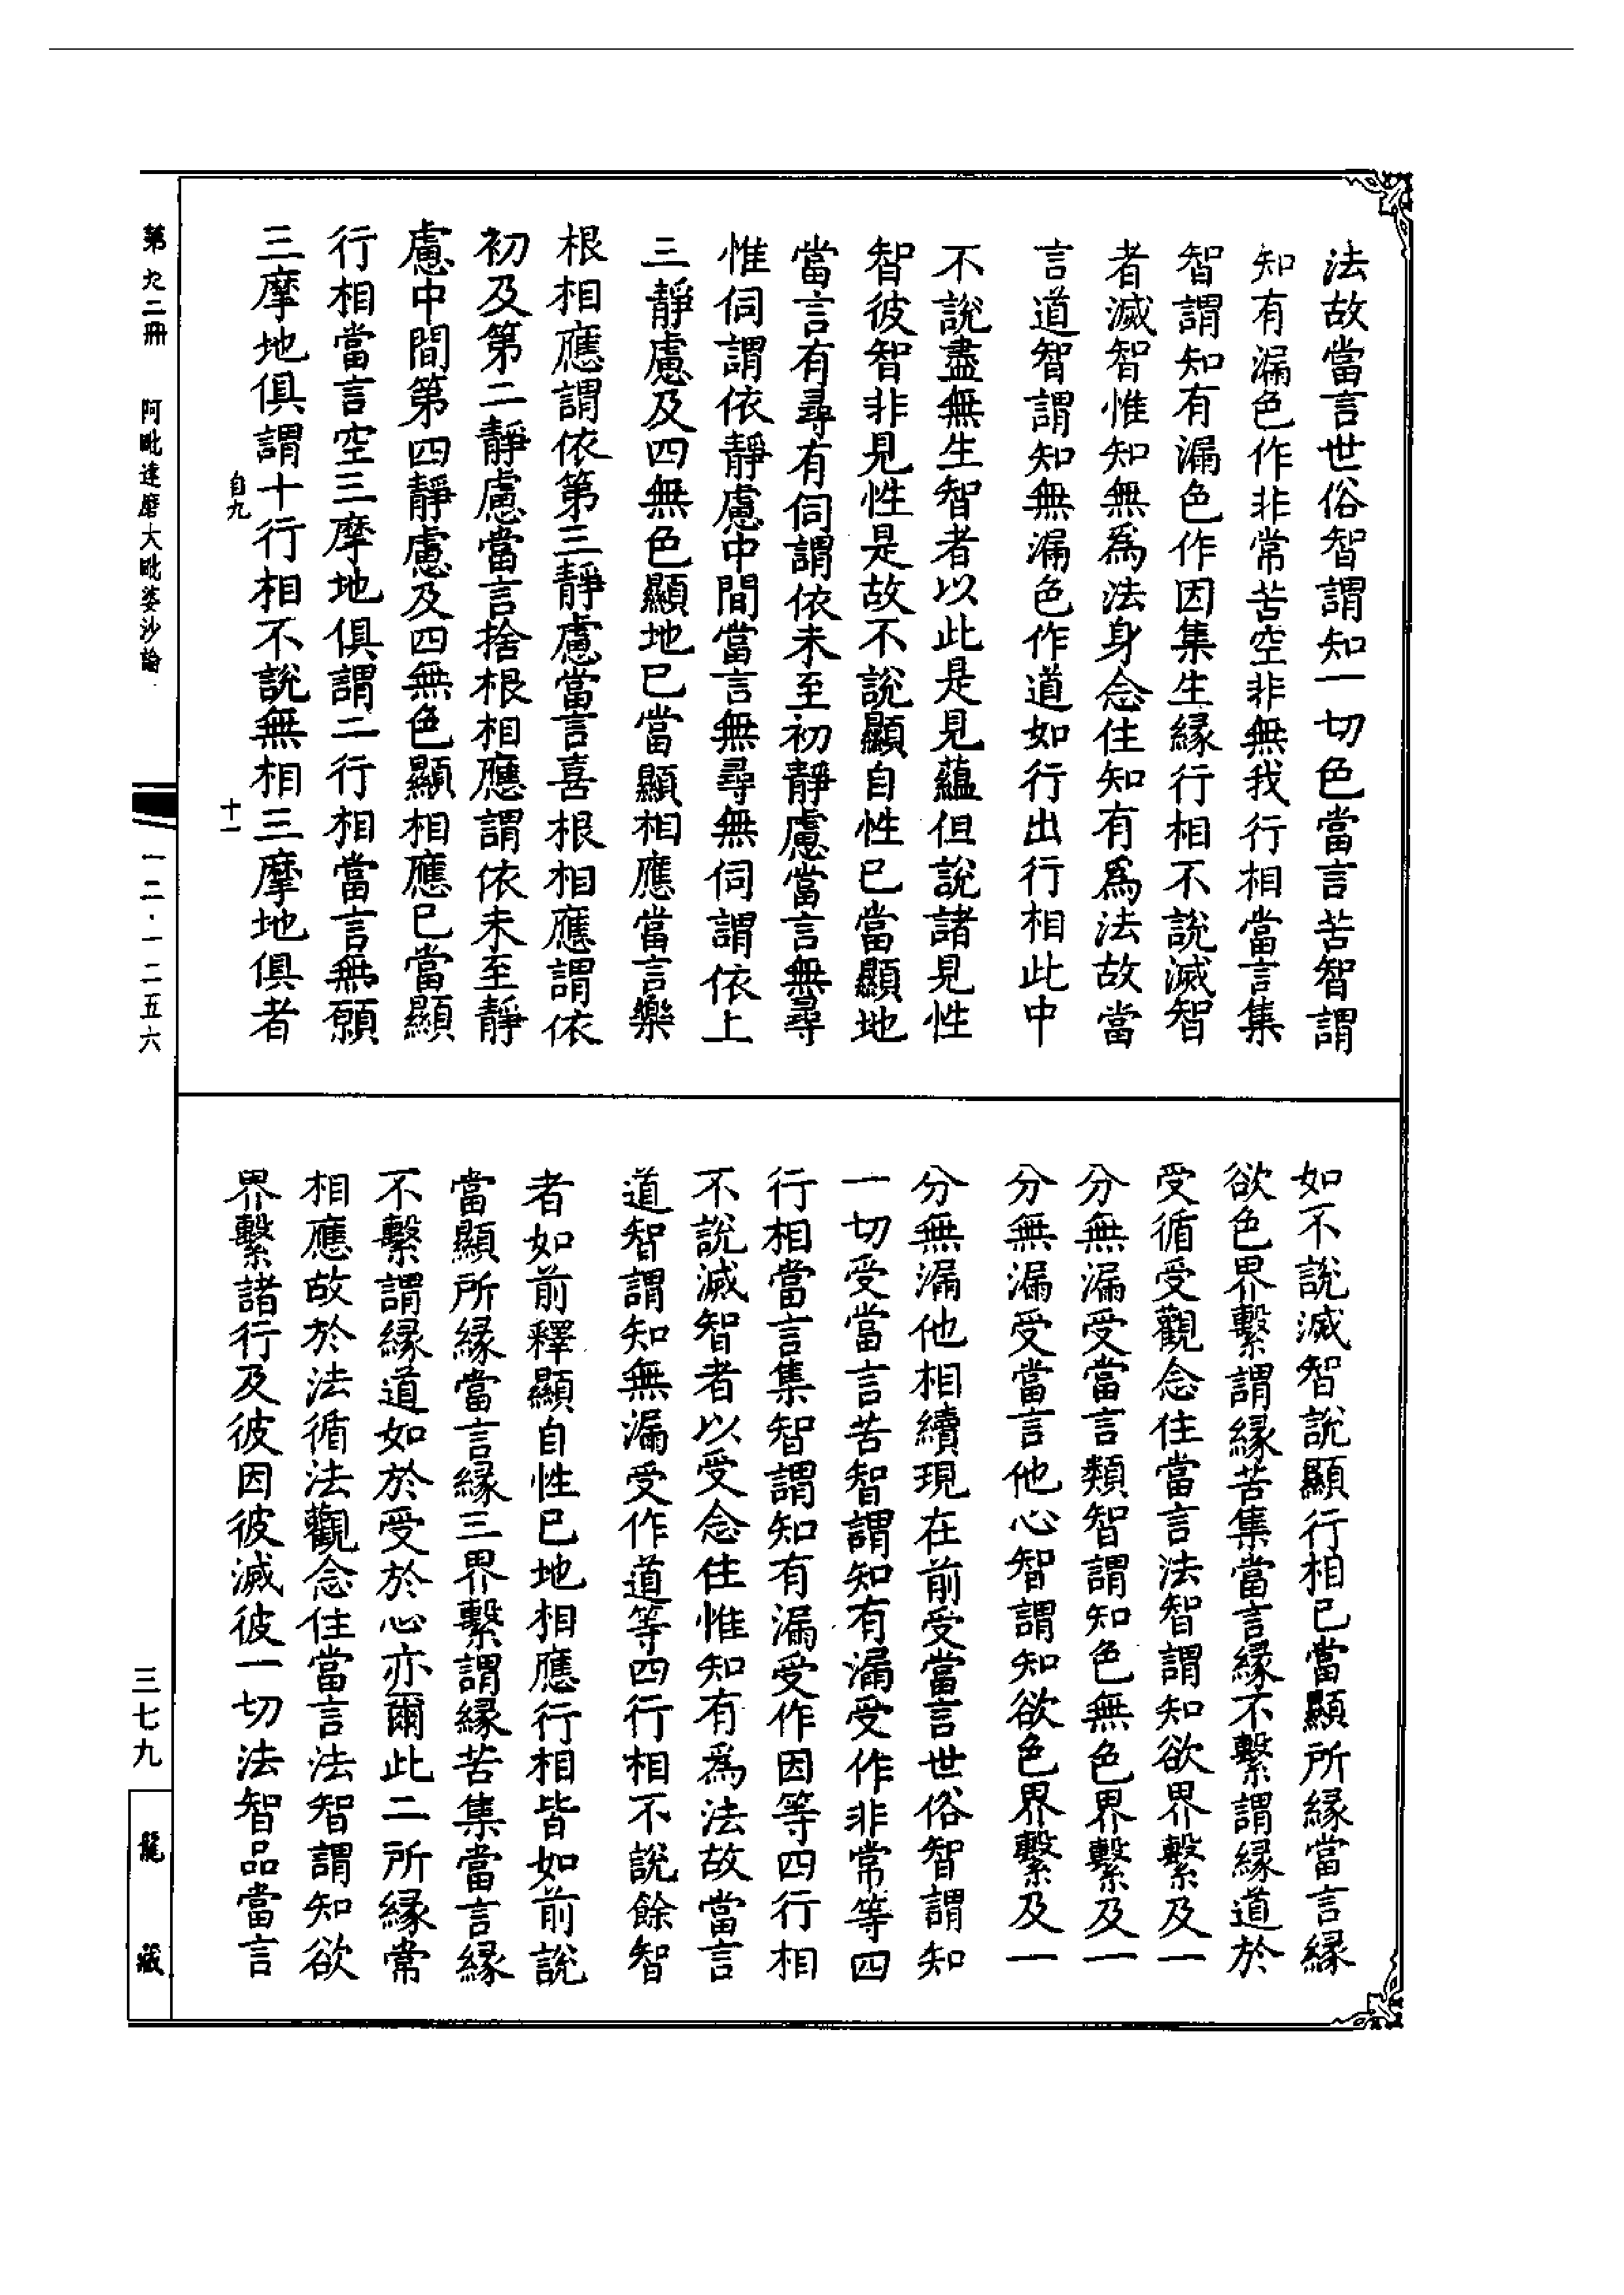 法故當言世俗智謂知一切色當言苦智謂
知有漏色作非常苦空非無我行相當言集
智謂知有漏色作因集生緣行相不說滅智
者滅智惟知無為法身念住知有為法故當
言道智謂知無漏色作道如行出行相此中
不說盡無生智者以此是見蘊但說諸見性
智彼智非見性是故不說顯自性已當顯地
當言有尋有伺謂依未至初靜慮當言無尋
惟伺謂依靜慮中間當言無尋無伺謂依上
三靜慮及四無色顯地已當顯相應當言樂
根相應謂依第三靜慮當言喜根相應謂依
初及第二靜慮當言捨根相應謂依未至靜
慮中間第四靜慮及四無色顯相應已當顯
行相當言空三摩地俱謂二行相當言無願
三摩地俱謂十行相不說無相三摩地俱者
自九
十一
如不說滅智說顯行相已當顯所緣當言緣
欲色界繫謂緣苦集當言緣不繫謂緣道於
受循受觀念住當言法智謂知欲界繫及一
分無漏受當言類智謂知色無色界繫及一
分無漏受當言他心智謂知欲色界繫及一
分無漏他相續現在前受當言世俗智謂知
一切受當言苦智謂知有漏受作非常等四
行相當言集智謂知有漏受作因等四行相
不說滅智者以受念住惟知有為法故當言
道智謂知無漏受作道等四行相不說餘智
者如前釋顯自性已地相應行相皆如前說
當顯所緣當言緣三界繫謂緣苦集當言緣
不繫謂緣道如於受於心亦爾此二所緣常
相應故於法循法觀念住當言法智謂知欲
界繫諸行及彼因彼滅彼一切法智品當言
第九二冊
阿毗達磨大毗婆沙論
一二·一二五六
三七九
龍藏